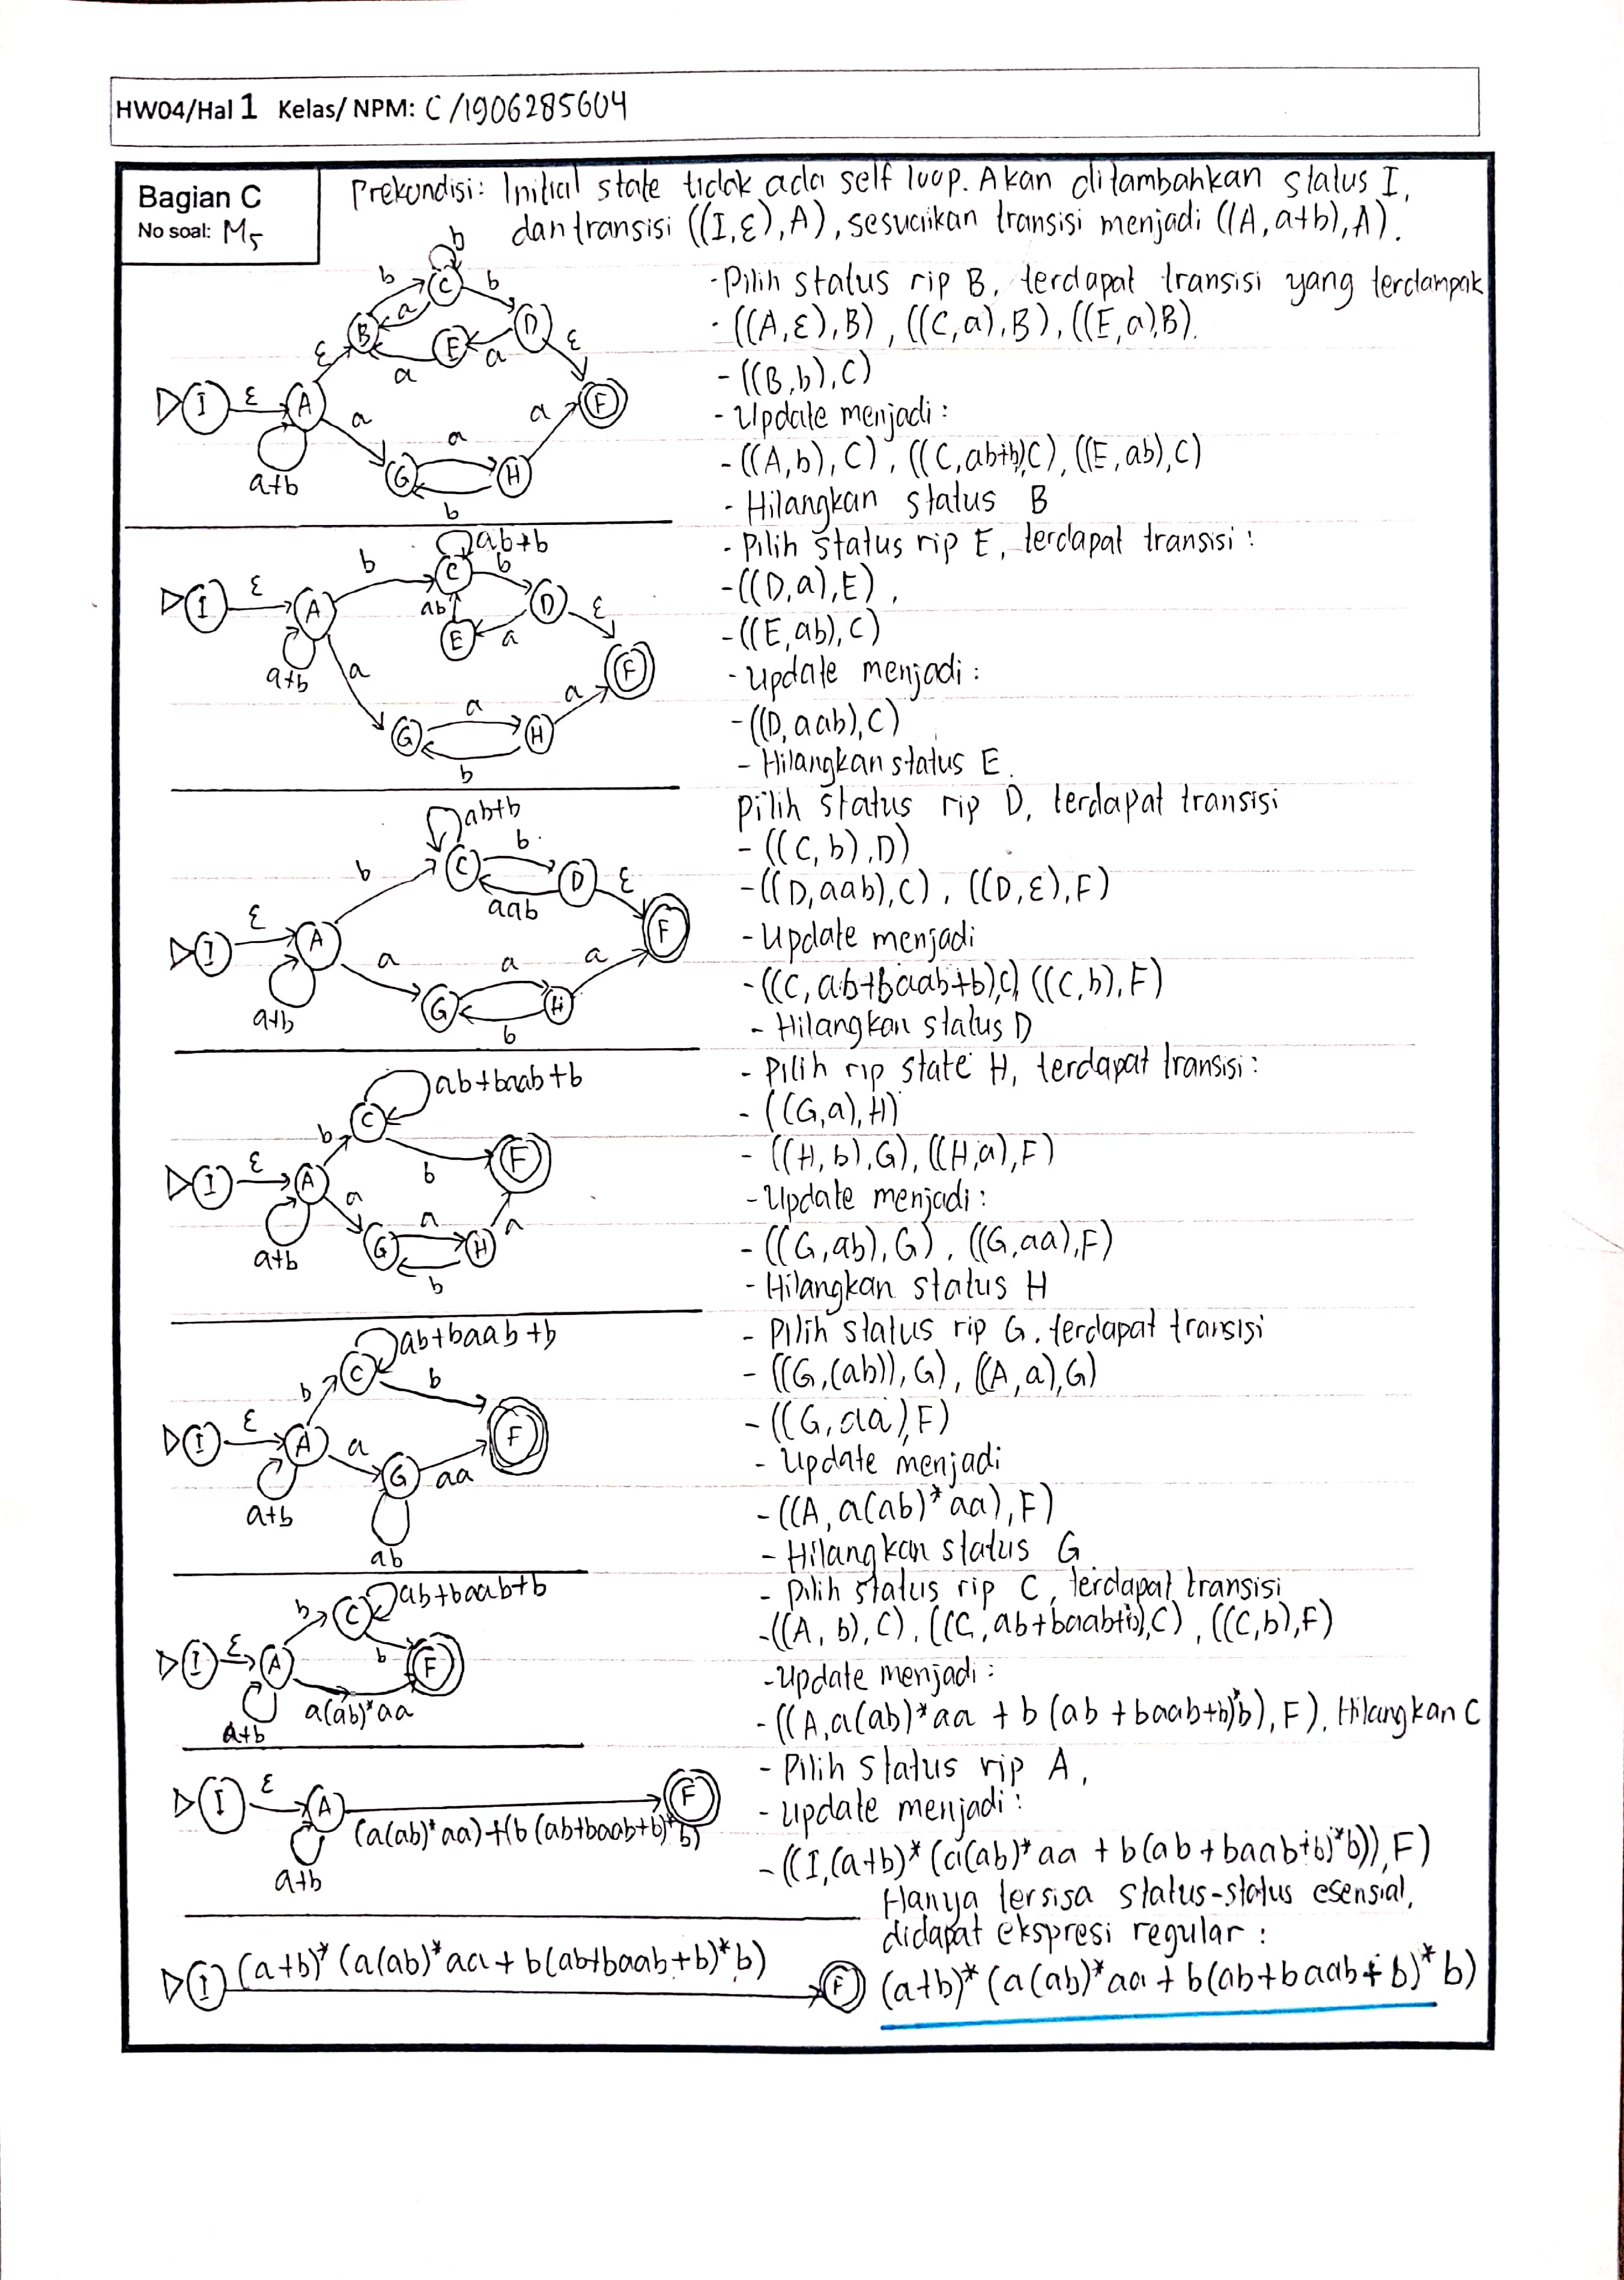 HW04/Hal 1 Kelas/ NPM: C /1906285604
Bagian C
No soal: M5
Prekondisi: Initial state tidak ada self loop. Akan ditambahkan status I,
dan transisi ((I,ε),A), sesuaikan transisi menjadi ((A,a+b),A).
b
b C b
a
B E D
ε a a ε
I ε A a a F
a
a+b G H
b
- Pilih status rip B, terdapat transisi yang terdampak
- ((A,ε),B), ((C,a),B), ((E,a),B).
- ((B,b),C)
- Update menjadi:
- ((A,b),C), ((C,ab+b),C), ((E,ab),C)
- Hilangkan status B
ab+b
b C b
I ε A ab D ε
E a
a+b a F
a a
G H
b
- Pilih status rip E, terdapat transisi:
- ((D,a),E),
- ((E,ab),C)
- Update menjadi:
- ((D,aab),C)
- Hilangkan status E.
ab+b
b C b D ε
aab
I ε A F
a a a
a+b G H
b
Pilih status rip D, terdapat transisi
- ((C,b),D)
- ((D,aab),C), ((D,ε),F)
- Update menjadi
- ((C,ab+baab+b),C), ((C,b),F)
- Hilangkan status D
ab+baab+b
b C
I ε A b F
a a a
a+b G H
b
- Pilih rip state H, terdapat transisi:
- ((G,a),H)
- ((H,b),G), ((H,a),F)
- Update menjadi:
- ((G,ab),G), ((G,aa),F)
- Hilangkan status H
ab+baab+b
b C b
I ε A a F
a+b G aa
ab
- Pilih status rip G, terdapat transisi
- ((G,(ab)),G), ((A,a),G)
- ((G,aa),F)
- Update menjadi
- ((A,a(ab)*aa),F)
- Hilangkan status G
ab+baab+b
b C
I ε A b F
a+b a(ab)*aa
- Pilih status rip C, terdapat transisi
- ((A,b),C), ((C,ab+baab+b),C), ((C,b),F)
- Update menjadi:
- ((A,a(ab)*aa + b(ab+baab+b)*b),F). Hilangkan C
I ε A F
(a(ab)*aa)+(b(ab+baab+b)*b)
a+b
- Pilih status rip A,
- Update menjadi:
- ((I,(a+b)*(a(ab)*aa + b(ab+baab+b)*b)),F)
Hanya tersisa status-status esensial,
didapat ekspresi regular:
I (a+b)*(a(ab)*aa + b(ab+baab+b)*b) F
(a+b)*(a(ab)*aa + b(ab+baab+b)*b)